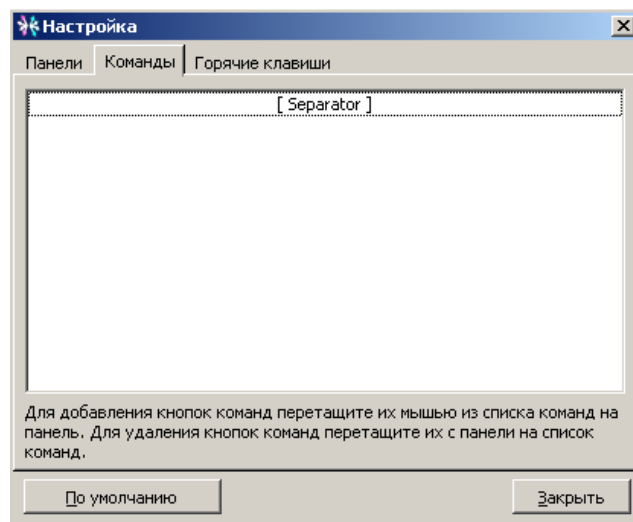 Настройка
Панели Команды Горячие клавиши
[ Separator ]
Для добавления кнопок команд перетащите их мышью из списка команд на
панель. Для удаления кнопок команд перетащите их с панели на список
команд.
По умолчанию Закрыть